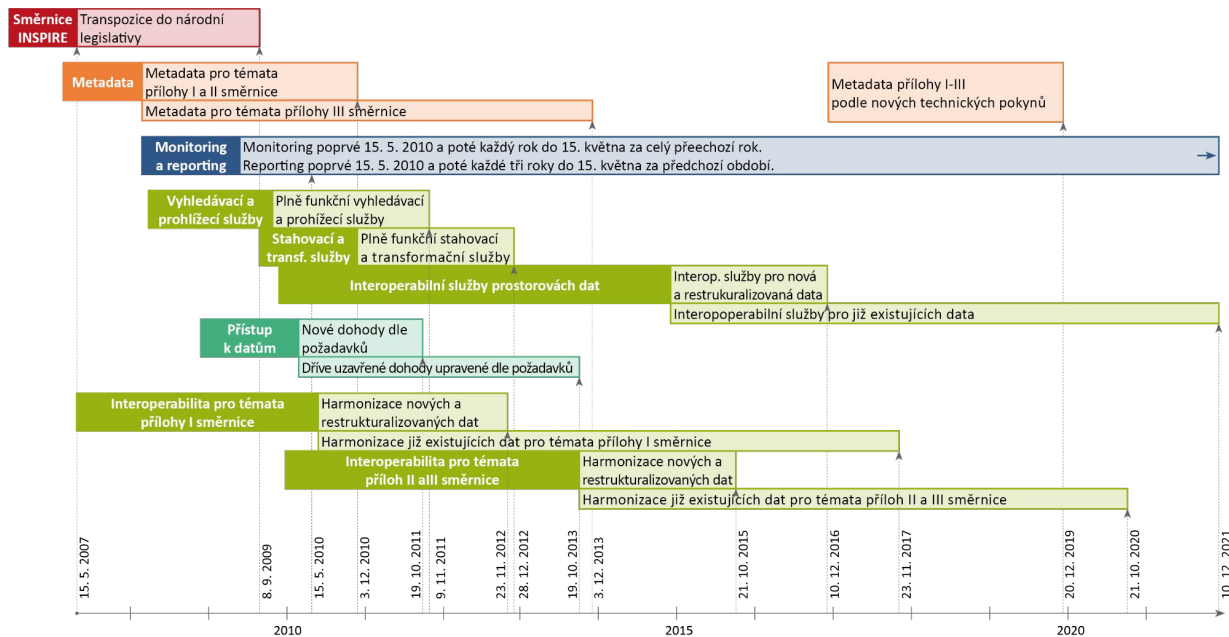 Směrnice
INSPIRE
Transpozice do národní
legislativy
Metadata
Metadata pro témata
přílohy I a II směrnice
Metadata pro témata přílohy III směrnice
Metadata přílohy I-III
podle nových technických pokynů
Monitoring
a reporting
Monitoring poprvé 15. 5. 2010 a poté každý rok do 15. května za celý přeechozí rok.
Reporting poprvé 15. 5. 2010 a poté každé tři roky do 15. května za předchozí období.
Vyhledávací a
prohlížecí služby
Plně funkční vyhledávací
a prohížecí služby
Stahovací a
transf. služby
Plně funkční stahovací
a transformační služby
Interoperabilní služby prostorovách dat
Interop. služby pro nová
a restrukuralizovaná data
Interpoperabilní služby pro již existujících data
Přístup
k datům
Nové dohody dle
požadavků
Dříve uzavřené dohody upravené dle požadavků
Interoperabilita pro témata
přílohy I směrnice
Harmonizace nových a
restrukturalizovaných dat
Harmonizace již existujících dat pro témata přílohy I směrnice
Interoperabilita pro témata
příloh II aIII směrnice
Harmonizace nových a
restrukturalizovaných dat
Harmonizace již existujících dat pro témata příloh II a III směrnice
15. 5. 2007
8. 9. 2009
15. 5. 2010
3. 12. 2010
19. 10. 2011
9. 11. 2011
23. 11. 2012
28. 12. 2012
19. 10. 2013
3. 12. 2013
21. 10. 2015
10. 12. 2016
23. 11. 2017
20. 12. 2019
21. 10. 2020
10. 12. 2021
2010
2015
2020